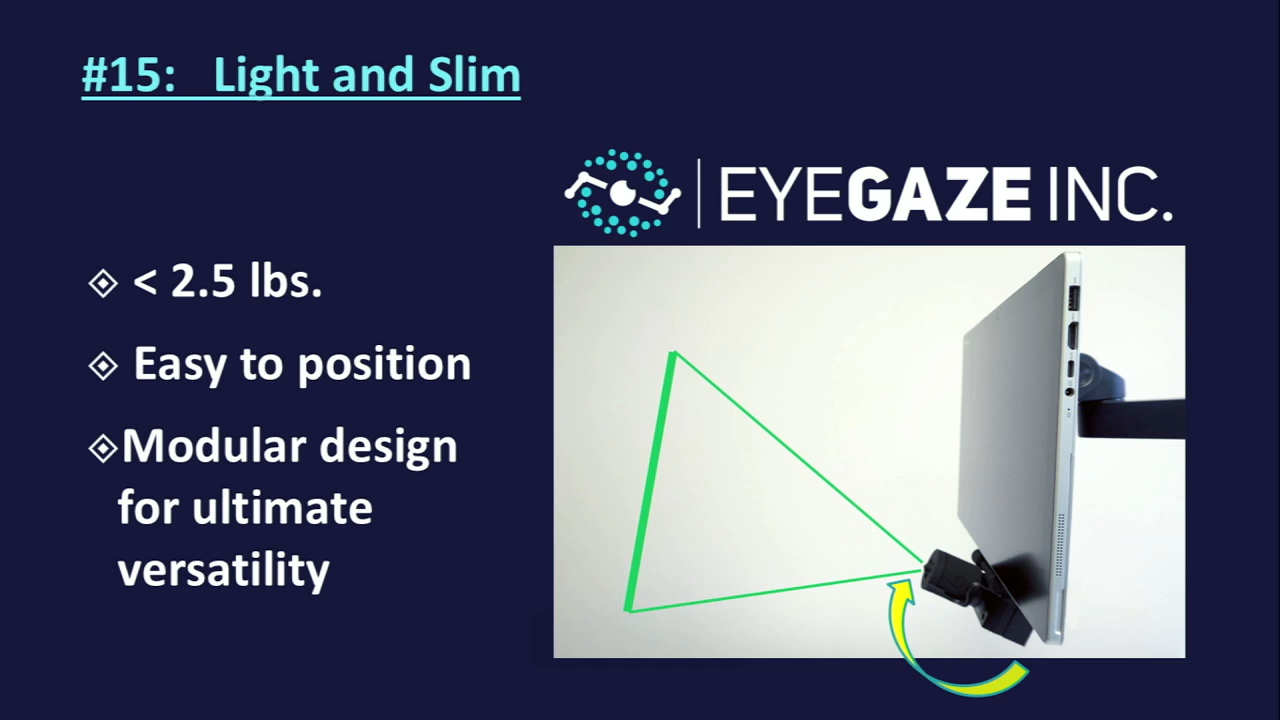 #15: Light and Slim
EYEGAZE INC.
< 2.5 lbs.
Easy to position
Modular design
for ultimate
versatility